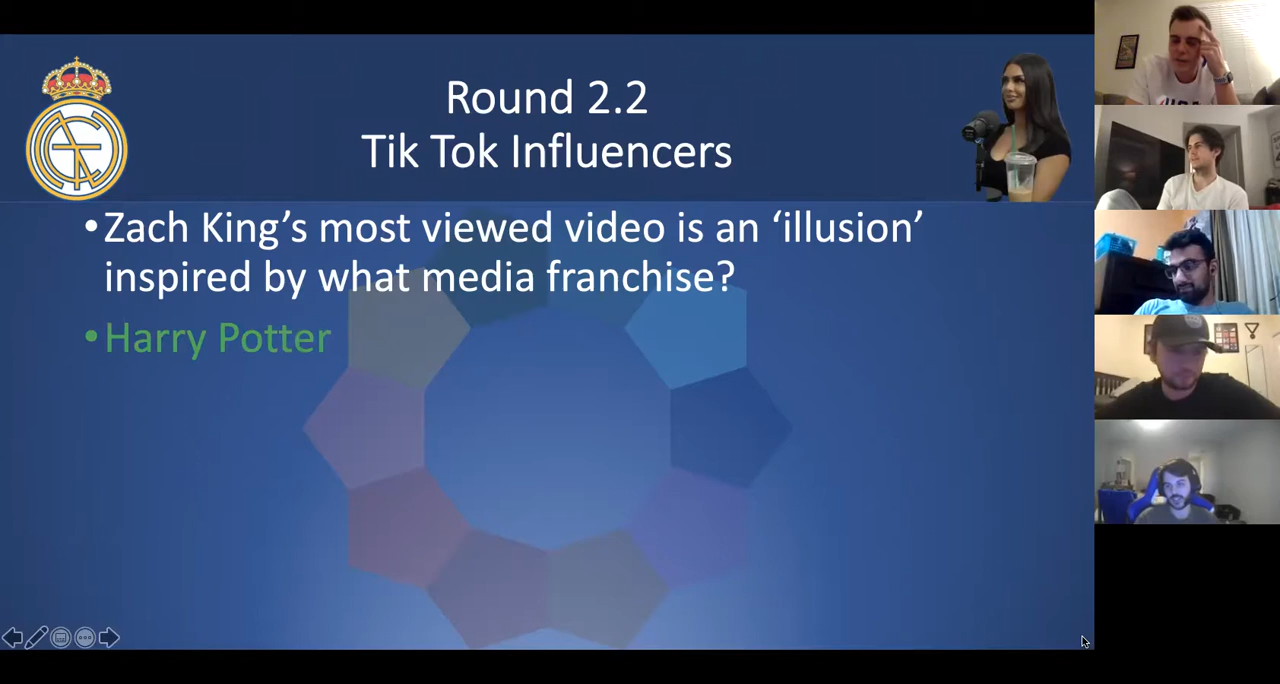 Round 2.2
Tik Tok Influencers
•Zach King’s most viewed video is an ‘illusion’
inspired by what media franchise?
•Harry Potter